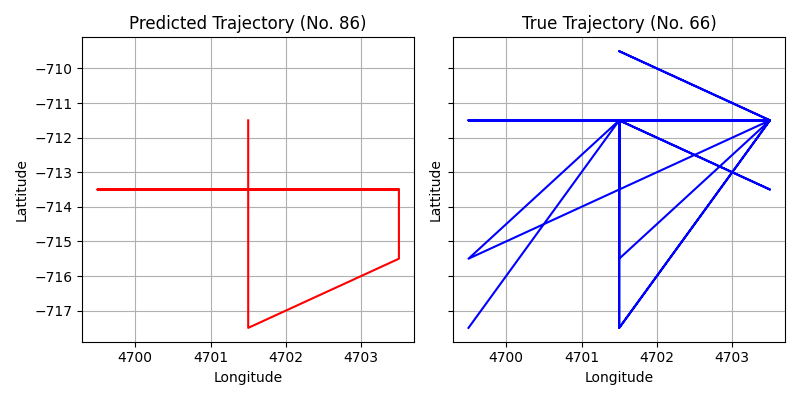 Predicted Trajectory (No. 86)
True Trajectory (No. 66)
−710
−711
−712
−713
−714
−715
−716
−717
Lattitude
Lattitude
4700 4701 4702 4703
4700 4701 4702 4703
Longitude
Longitude